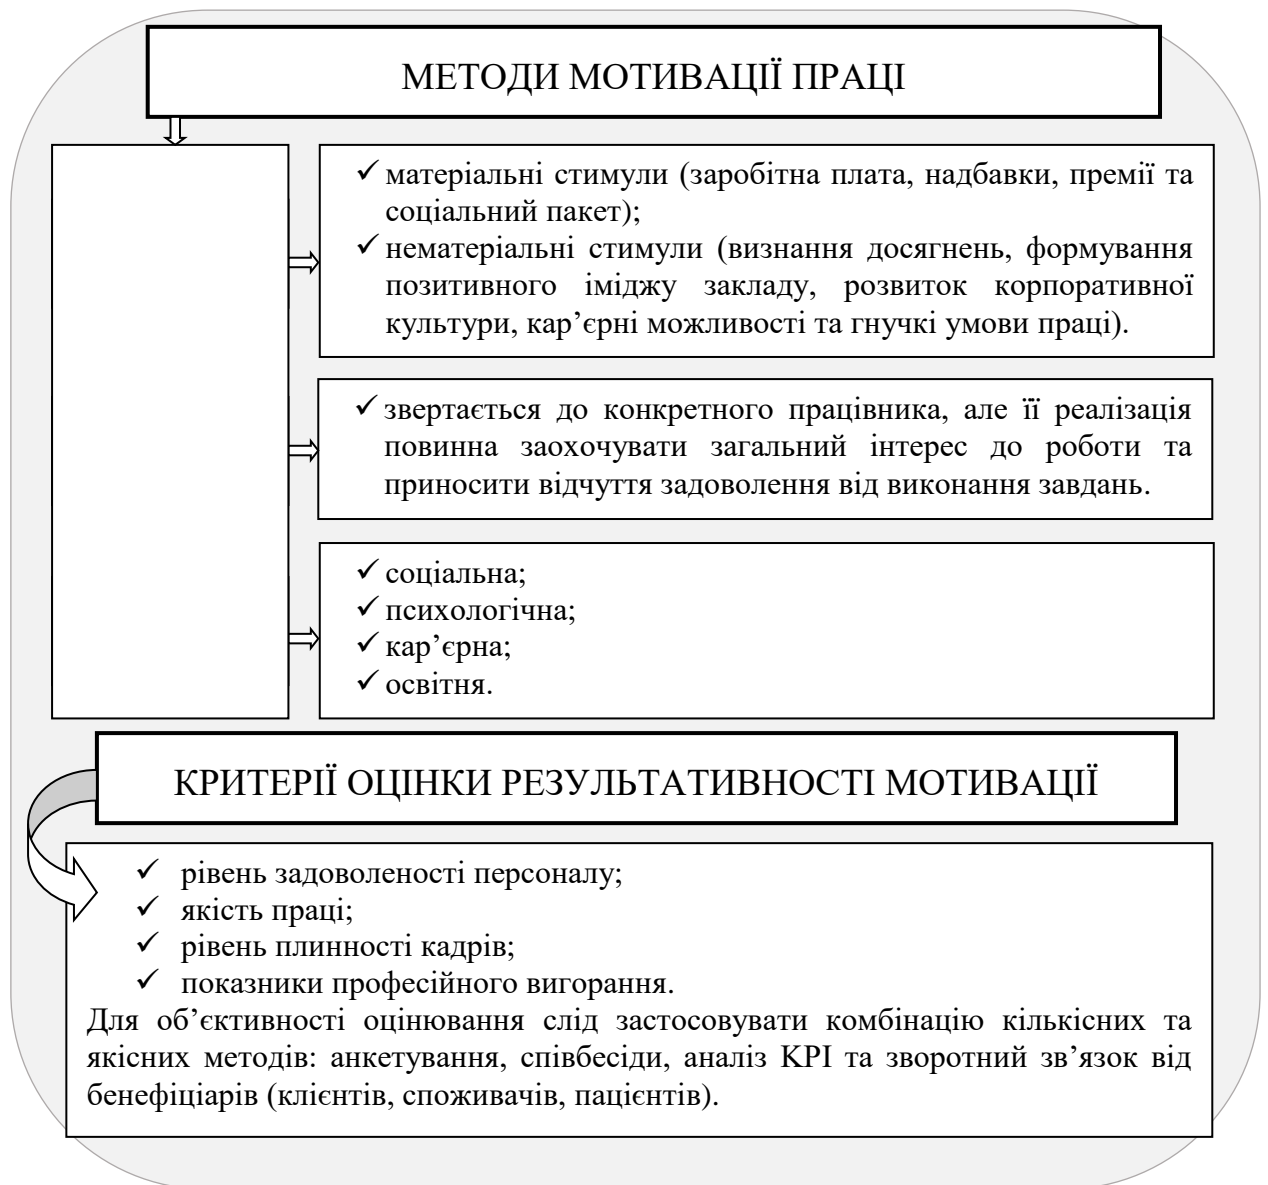 МЕТОДИ МОТИВАЦІЇ ПРАЦІ
✓ матеріальні стимули (заробітна плата, надбавки, премії та
соціальний пакет);
✓ нематеріальні стимули (визнання досягнень, формування
позитивного іміджу закладу, розвиток корпоративної
культури, кар’єрні можливості та гнучкі умови праці).
✓ звертається до конкретного працівника, але її реалізація
повинна заохочувати загальний інтерес до роботи та
приносити відчуття задоволення від виконання завдань.
✓ соціальна;
✓ психологічна;
✓ кар’єрна;
✓ освітня.
КРИТЕРІЇ ОЦІНКИ РЕЗУЛЬТАТИВНОСТІ МОТИВАЦІЇ
✓ рівень задоволеності персоналу;
✓ якість праці;
✓ рівень плинності кадрів;
✓ показники професійного вигорання.
Для об’єктивності оцінювання слід застосовувати комбінацію кількісних та
якісних методів: анкетування, співбесіди, аналіз KPI та зворотний зв’язок від
бенефіціарів (клієнтів, споживачів, пацієнтів).